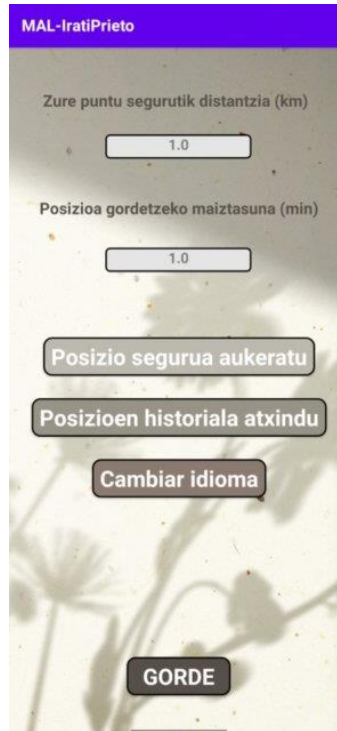 MAL-IratiPrieto
Zure puntu segurutik distantzia (km)
1.0
Posizioa gordetzeko maiztasuna (min)
1.0
Posizio segurua aukeratu
Posizioen historiala atxindu
Cambiar idioma
GORDE